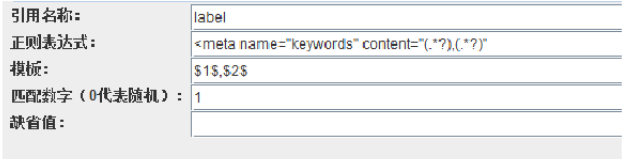 引用名称： label
正则表达式： <meta name="keywords" content="(.*?),(.*?)"
模板： $1$,$2$
匹配数字（0代表随机）： 1
缺省值：